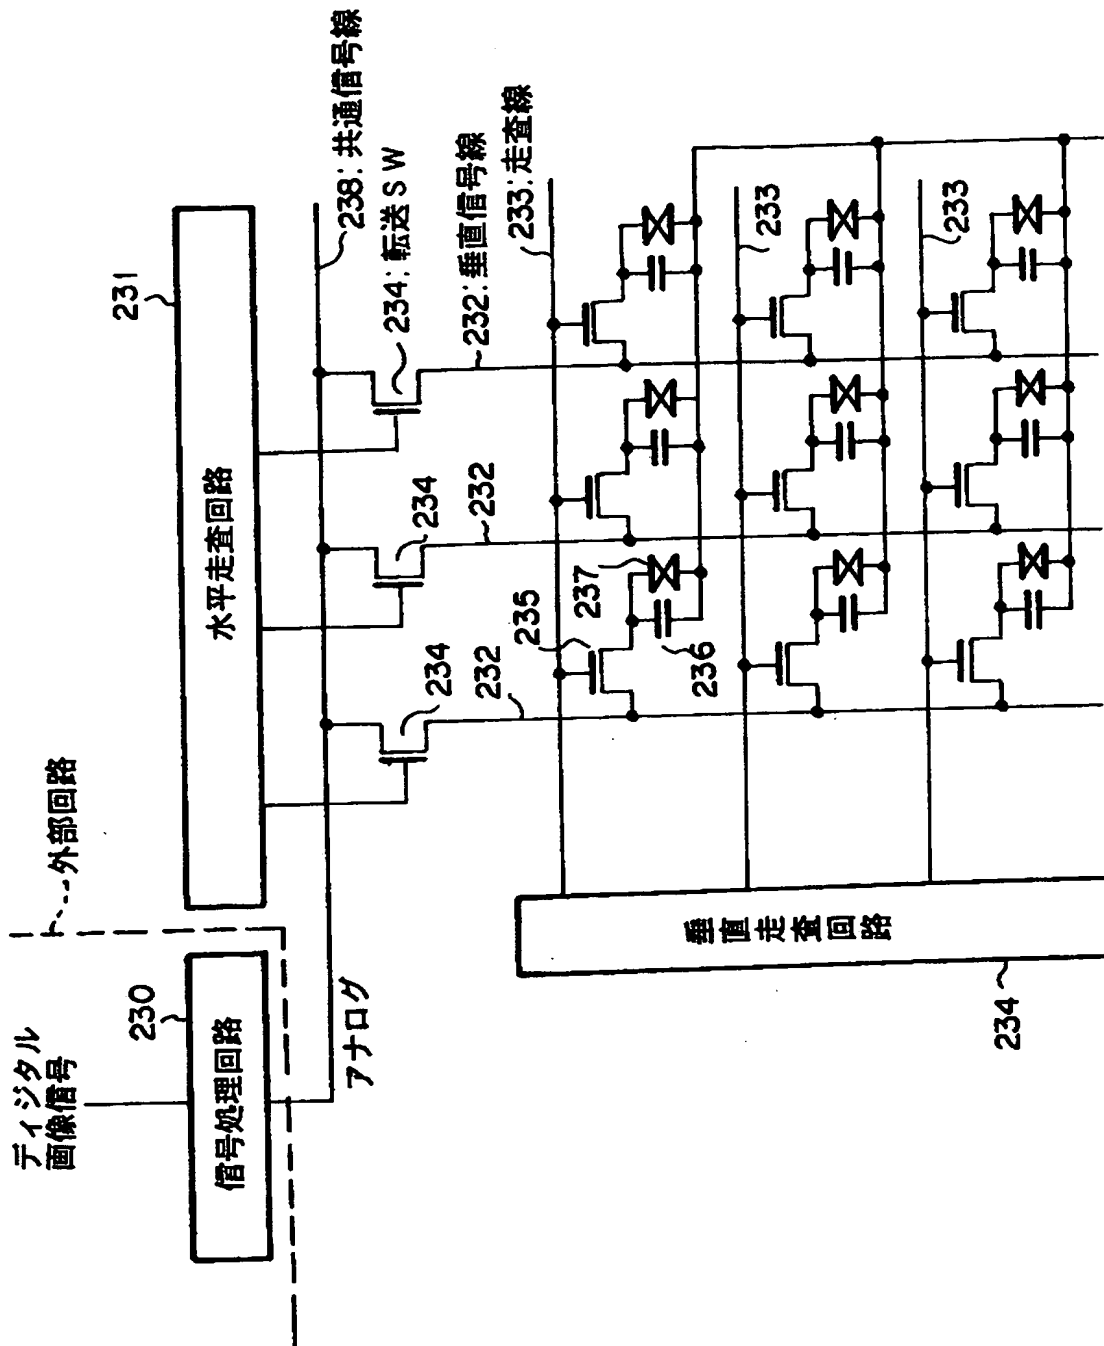 ディジタル
画像信号
230
信号処理回路
外部回路
アナログ
231
水平走査回路
238:共通信号線
234:転送SW
232:垂直信号線
233:走査線
234
232
234
232
235
237
236
233
233
垂直走査回路
234